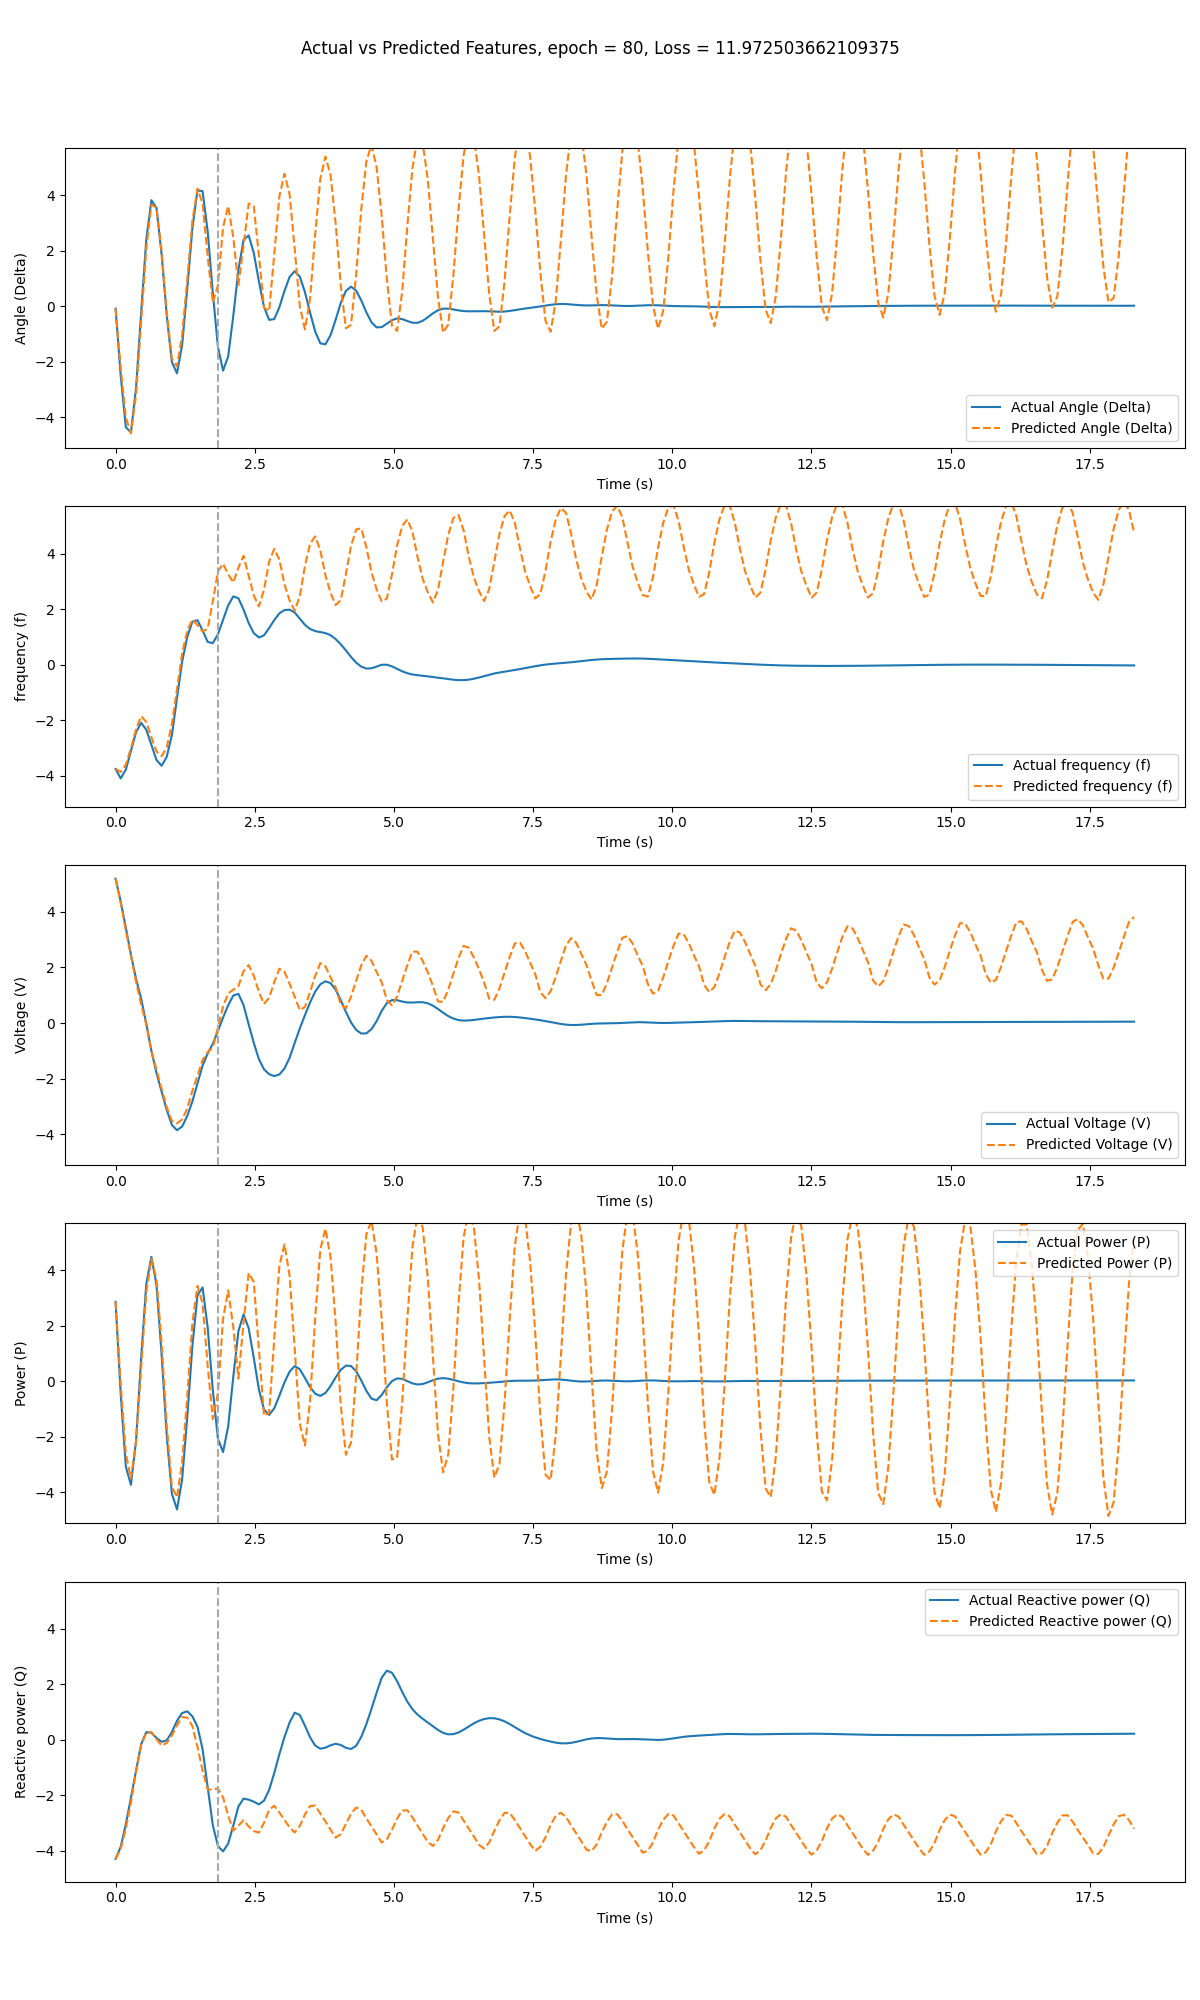 Actual vs Predicted Features, epoch = 80, Loss = 11.972503662109375
Angle (Delta)
4
2
0
−2
−4
Actual Angle (Delta)
Predicted Angle (Delta)
0.0 2.5 5.0 7.5 10.0 12.5 15.0 17.5
Time (s)
frequency (f)
4
2
0
−2
−4
Actual frequency (f)
Predicted frequency (f)
0.0 2.5 5.0 7.5 10.0 12.5 15.0 17.5
Time (s)
Voltage (V)
4
2
0
−2
−4
Actual Voltage (V)
Predicted Voltage (V)
0.0 2.5 5.0 7.5 10.0 12.5 15.0 17.5
Time (s)
Power (P)
4
2
0
−2
−4
Actual Power (P)
Predicted Power (P)
0.0 2.5 5.0 7.5 10.0 12.5 15.0 17.5
Time (s)
Reactive power (Q)
4
2
0
−2
−4
Actual Reactive power (Q)
Predicted Reactive power (Q)
0.0 2.5 5.0 7.5 10.0 12.5 15.0 17.5
Time (s)